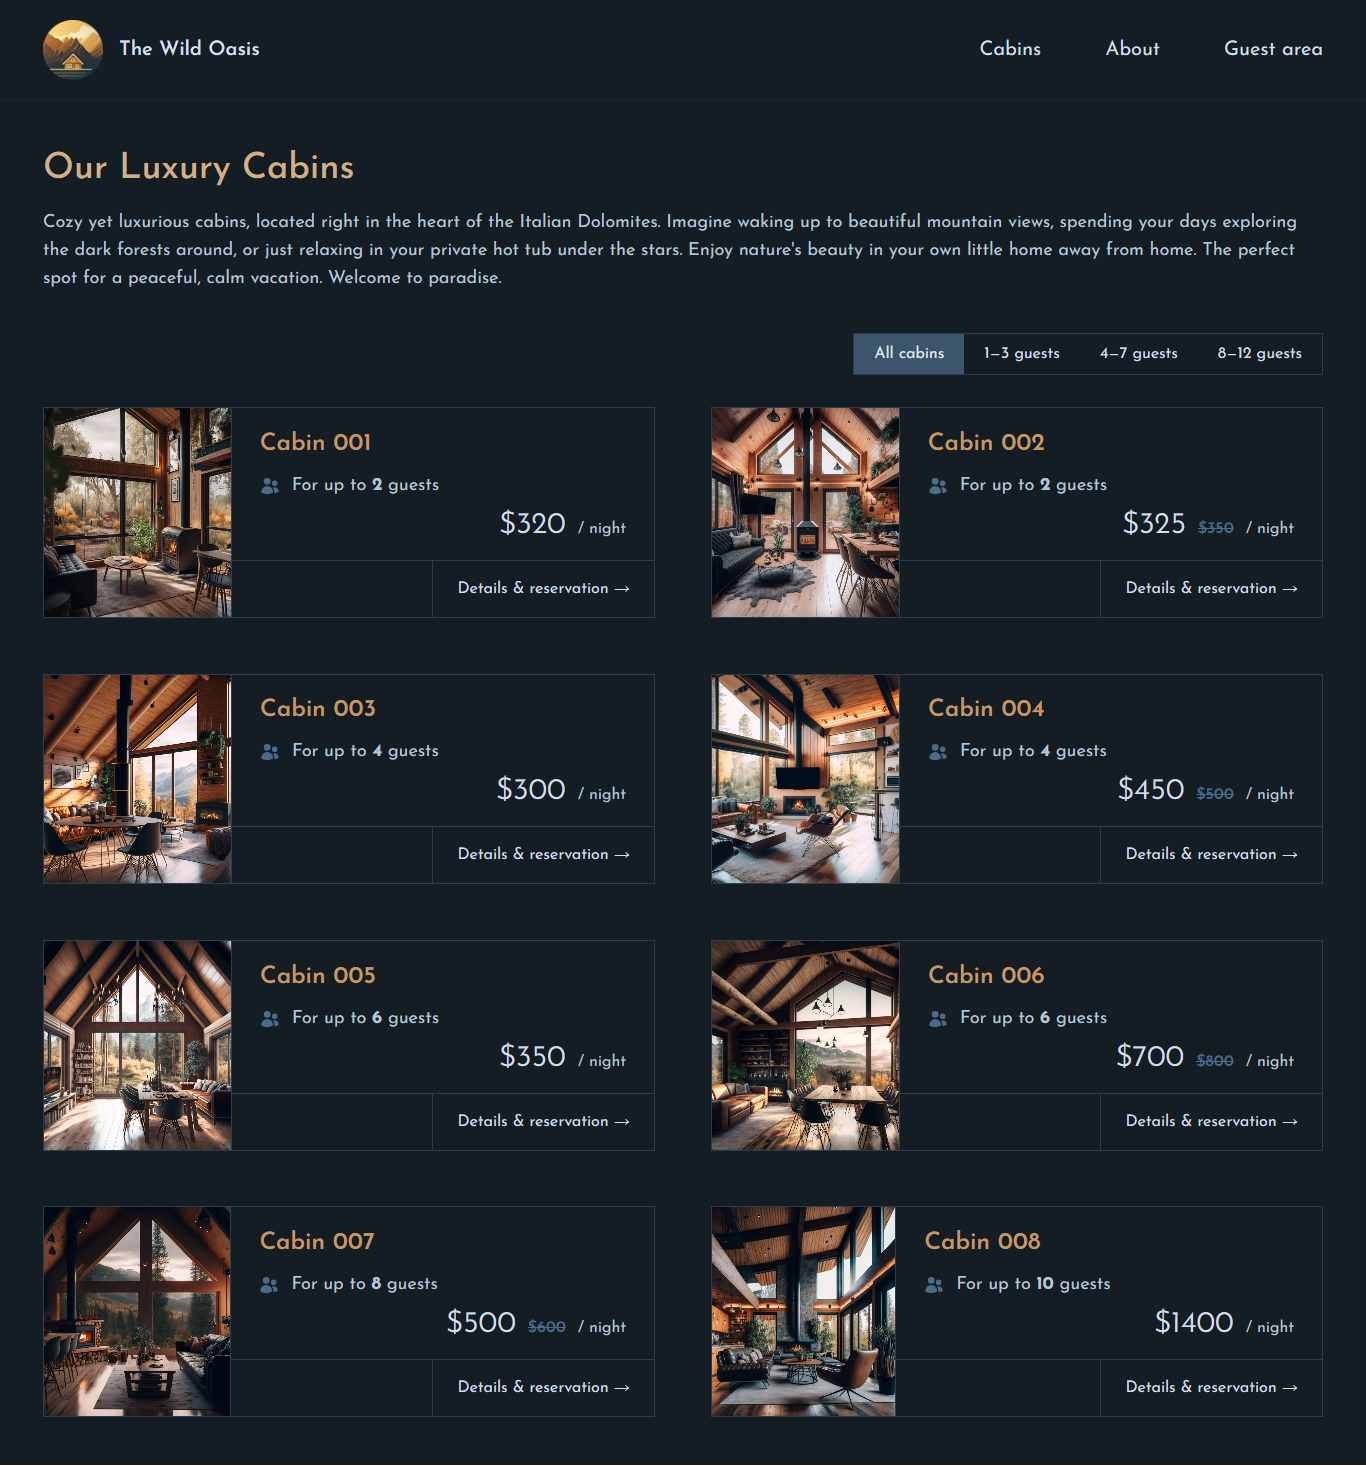 The Wild Oasis
Cabins
About
Guest area
Our Luxury Cabins
Cozy yet luxurious cabins, located right in the heart of the Italian Dolomites. Imagine waking up to beautiful mountain views, spending your days exploring
the dark forests around, or just relaxing in your private hot tub under the stars. Enjoy nature's beauty in your own little home away from home. The perfect
spot for a peaceful, calm vacation. Welcome to paradise.
All cabins
1—3 guests
4—7 guests
8—12 guests
Cabin 001
For up to 2 guests
$320 / night
Details & reservation →
Cabin 002
For up to 2 guests
$325 $350 / night
Details & reservation →
Cabin 003
For up to 4 guests
$300 / night
Details & reservation →
Cabin 004
For up to 4 guests
$450 $500 / night
Details & reservation →
Cabin 005
For up to 6 guests
$350 / night
Details & reservation →
Cabin 006
For up to 6 guests
$700 $800 / night
Details & reservation →
Cabin 007
For up to 8 guests
$500 $600 / night
Details & reservation →
Cabin 008
For up to 10 guests
$1400 / night
Details & reservation →